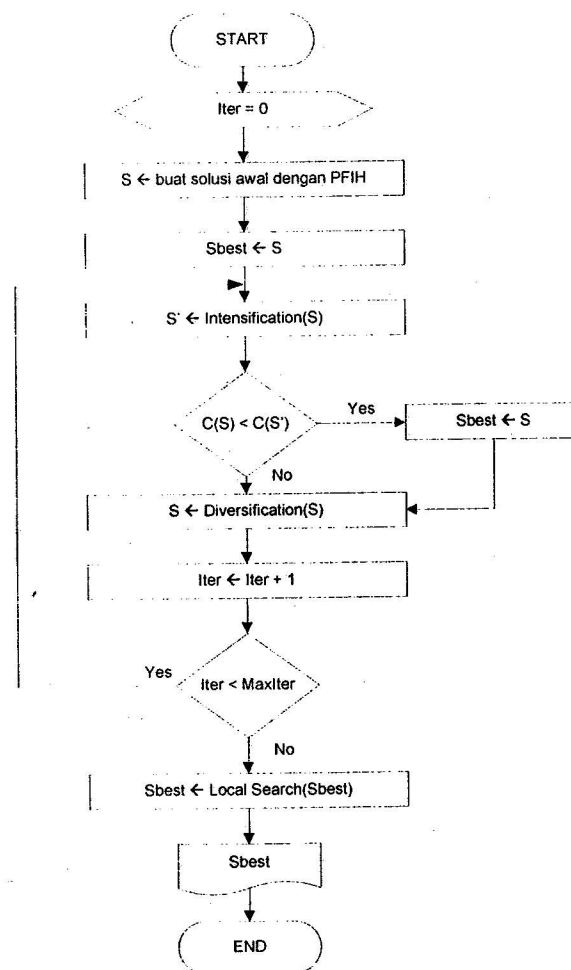 START
Iter = 0
S ← buat solusi awal dengan PFIH
Sbest ← S
S' ← Intensification(S)
C(S) < C(S')
Yes
Sbest ← S
No
S ← Diversification(S)
Iter ← Iter + 1
Yes
Iter < MaxIter
No
Sbest ← Local Search(Sbest)
Sbest
END